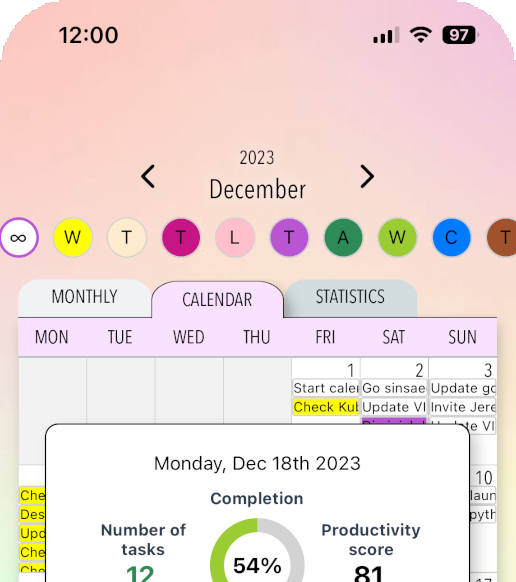 12:00
97
2023
December
∞ W T T L T A W C T
MONTHLY CALENDAR STATISTICS
MON TUE WED THU FRI SAT SUN
1 2 3
Start cale Go sinsae Update go
Check Kub Update VI Invite Jere
Update VI
Monday, Dec 18th 2023
10
Che
Des
Upd
Che
laun
pyth
Completion
Number of
tasks
12
54%
Productivity
score
81